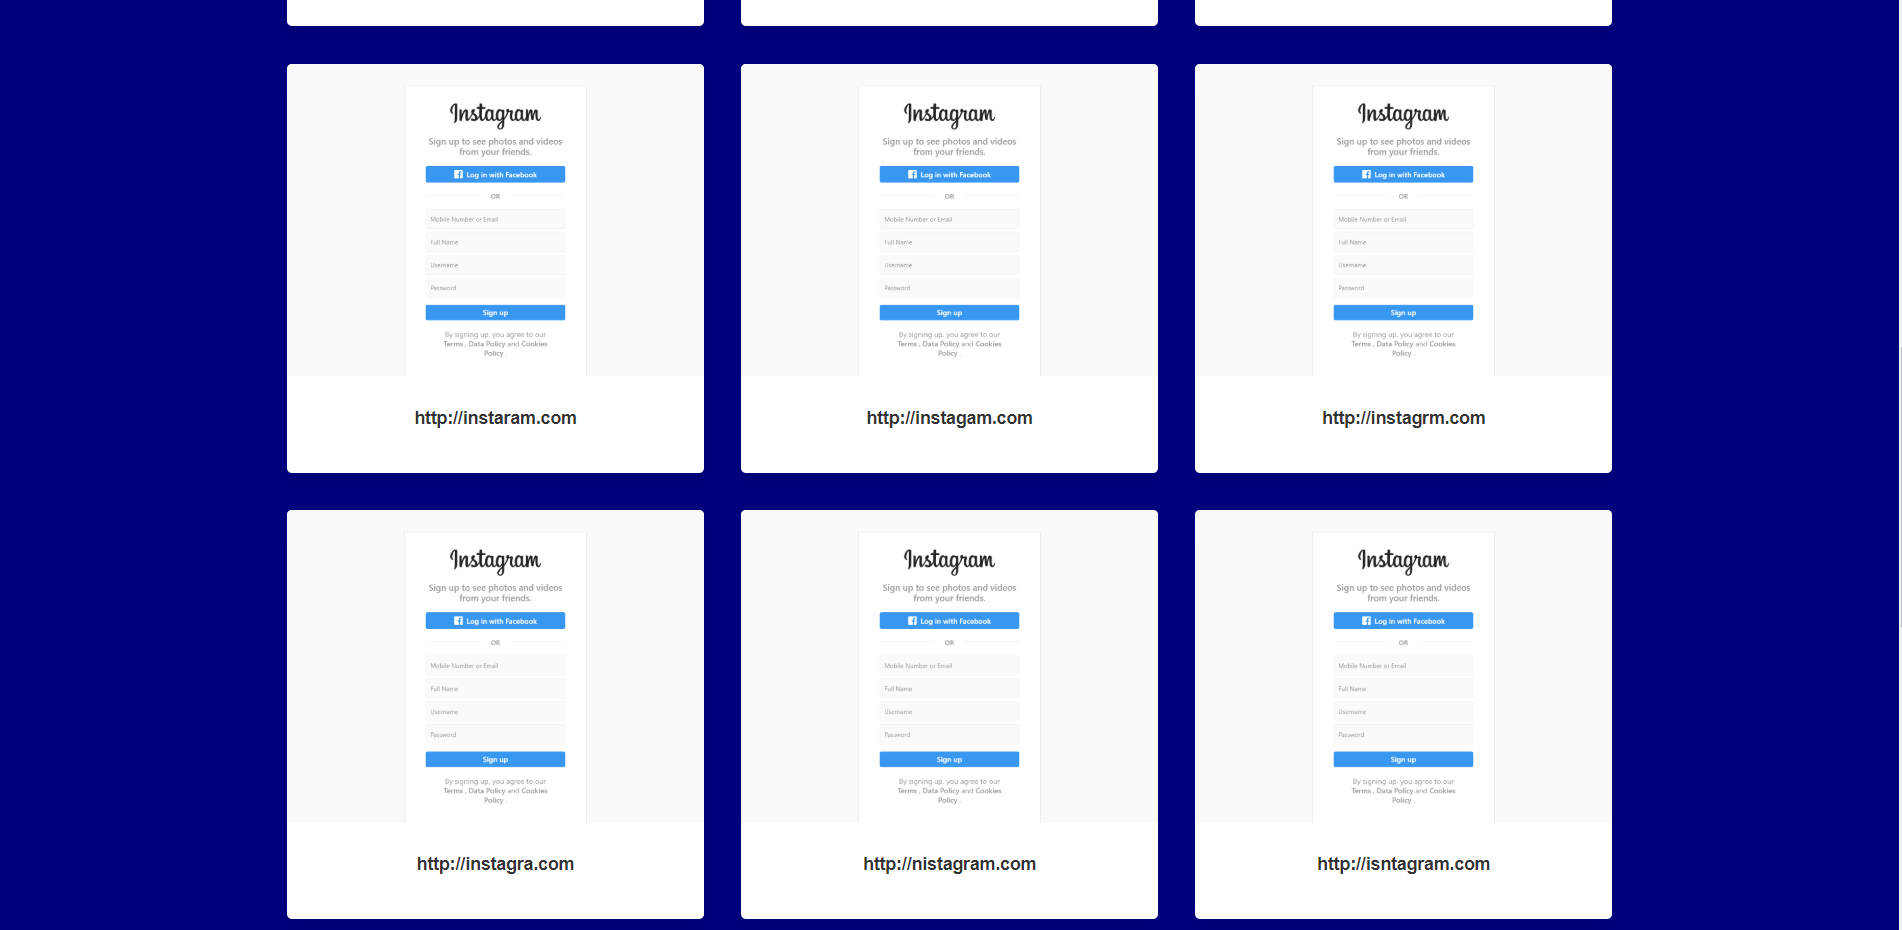 Instagram
Sign up to see photos and videos
from your friends.
Log in with Facebook
OR
Mobile Number or Email
Full Name
Username
Password
Sign up
By signing up, you agree to our
Terms , Data Policy and Cookies
Policy .
http://instaram.com
Instagram
Sign up to see photos and videos
from your friends.
Log in with Facebook
OR
Mobile Number or Email
Full Name
Username
Password
Sign up
By signing up, you agree to our
Terms , Data Policy and Cookies
Policy .
http://instagam.com
Instagram
Sign up to see photos and videos
from your friends.
Log in with Facebook
OR
Mobile Number or Email
Full Name
Username
Password
Sign up
By signing up, you agree to our
Terms , Data Policy and Cookies
Policy .
http://instagrm.com
Instagram
Sign up to see photos and videos
from your friends.
Log in with Facebook
OR
Mobile Number or Email
Full Name
Username
Password
Sign up
By signing up, you agree to our
Terms , Data Policy and Cookies
Policy .
http://instagra.com
Instagram
Sign up to see photos and videos
from your friends.
Log in with Facebook
OR
Mobile Number or Email
Full Name
Username
Password
Sign up
By signing up, you agree to our
Terms , Data Policy and Cookies
Policy .
http://nistagram.com
Instagram
Sign up to see photos and videos
from your friends.
Log in with Facebook
OR
Mobile Number or Email
Full Name
Username
Password
Sign up
By signing up, you agree to our
Terms , Data Policy and Cookies
Policy .
http://isntagram.com